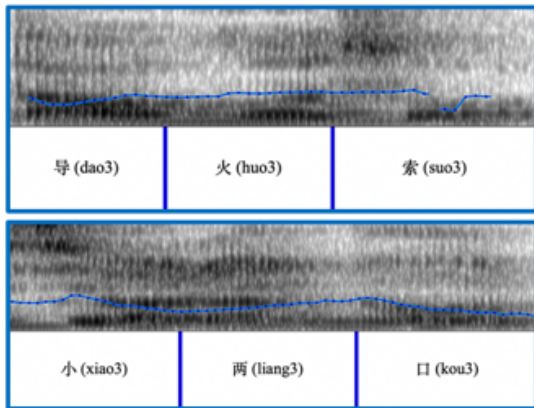 导 (dao3) 火 (huo3) 索 (suo3)
小 (xiao3) 两 (liang3) 口 (kou3)